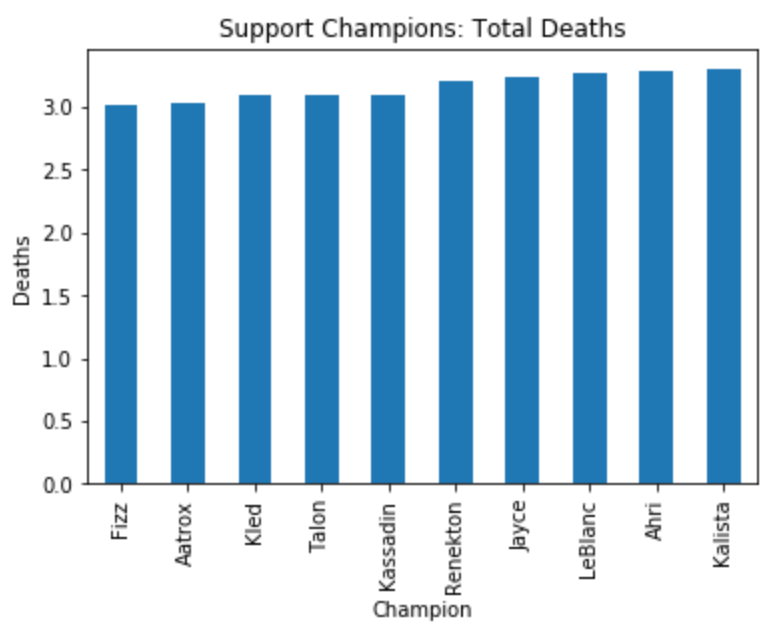 Support Champions: Total Deaths
Deaths
3.0
2.5
2.0
1.5
1.0
0.5
0.0
Fizz
Aatrox
Kled
Talon
Kassadin
Renekton
Jayce
LeBlanc
Ahri
Kalista
Champion